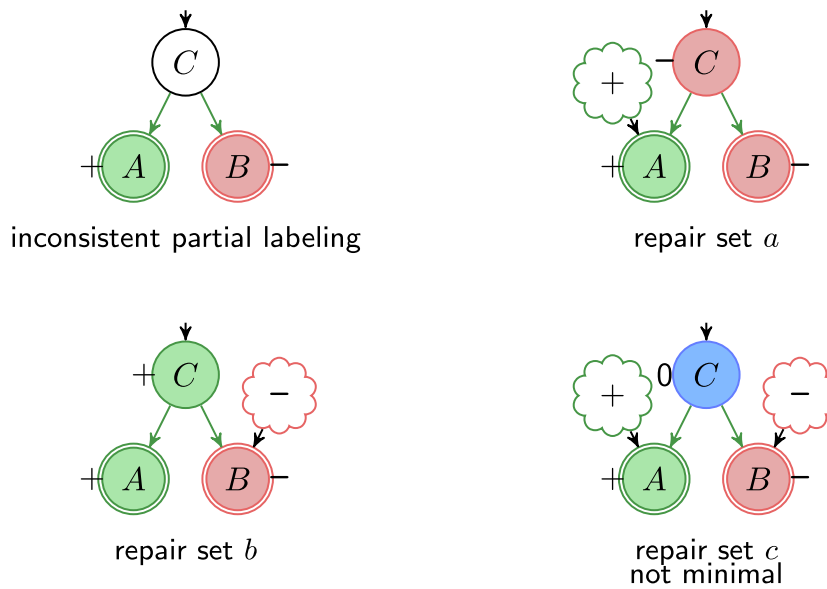 C
+ A B −
inconsistent partial labeling
+ − C
+ A B −
repair set a
+ C −
+ A B −
repair set b
+ 0 C −
+ A B −
repair set c
not minimal